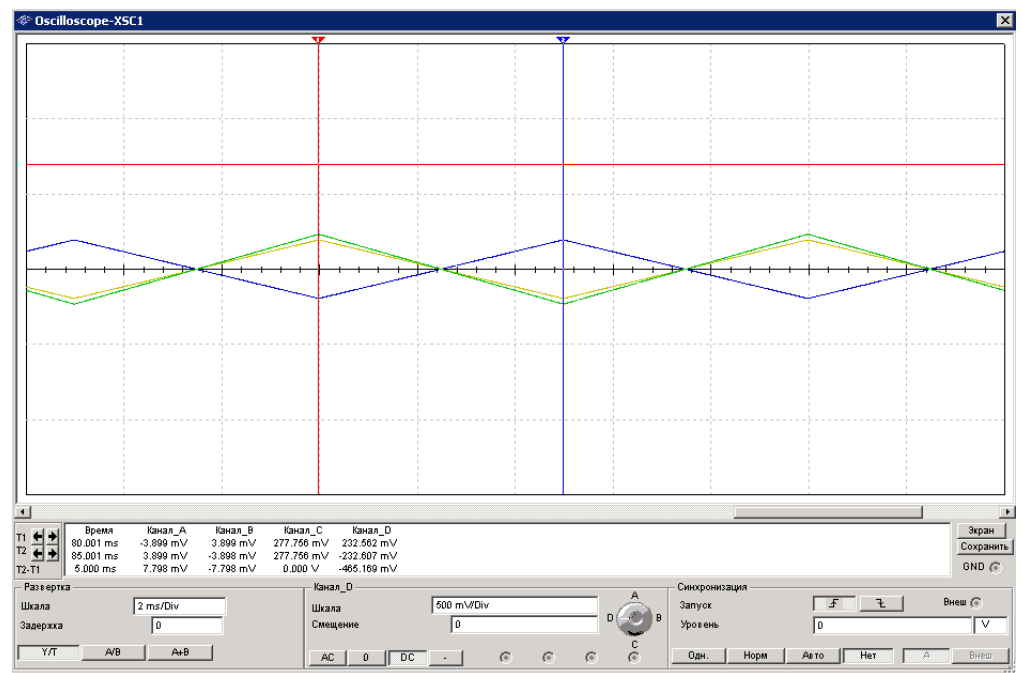 Oscilloscope-XSC1
1 2
T1 Время Канал_A Канал_B Канал_C Канал_D
T2 80.001 ms -3.899 mV 3.899 mV 277.756 mV 232.562 mV
85.001 ms 3.899 mV -3.898 mV 277.756 mV -232.607 mV
T2-T1 5.000 ms 7.798 mV -7.798 mV 0.000 V -465.169 mV
Экран
Сохранить
GND
Развертка
Шкала 2 ms/Div
Задержка 0
Y/T A/B A+B
Канал_D
Шкала 500 mV/Div
Смещение 0
AC 0 DC -
A
D B
C
Синхронизация
Запуск Внеш
Уровень 0 V
Одн. Норм Авто Нет A Внеш